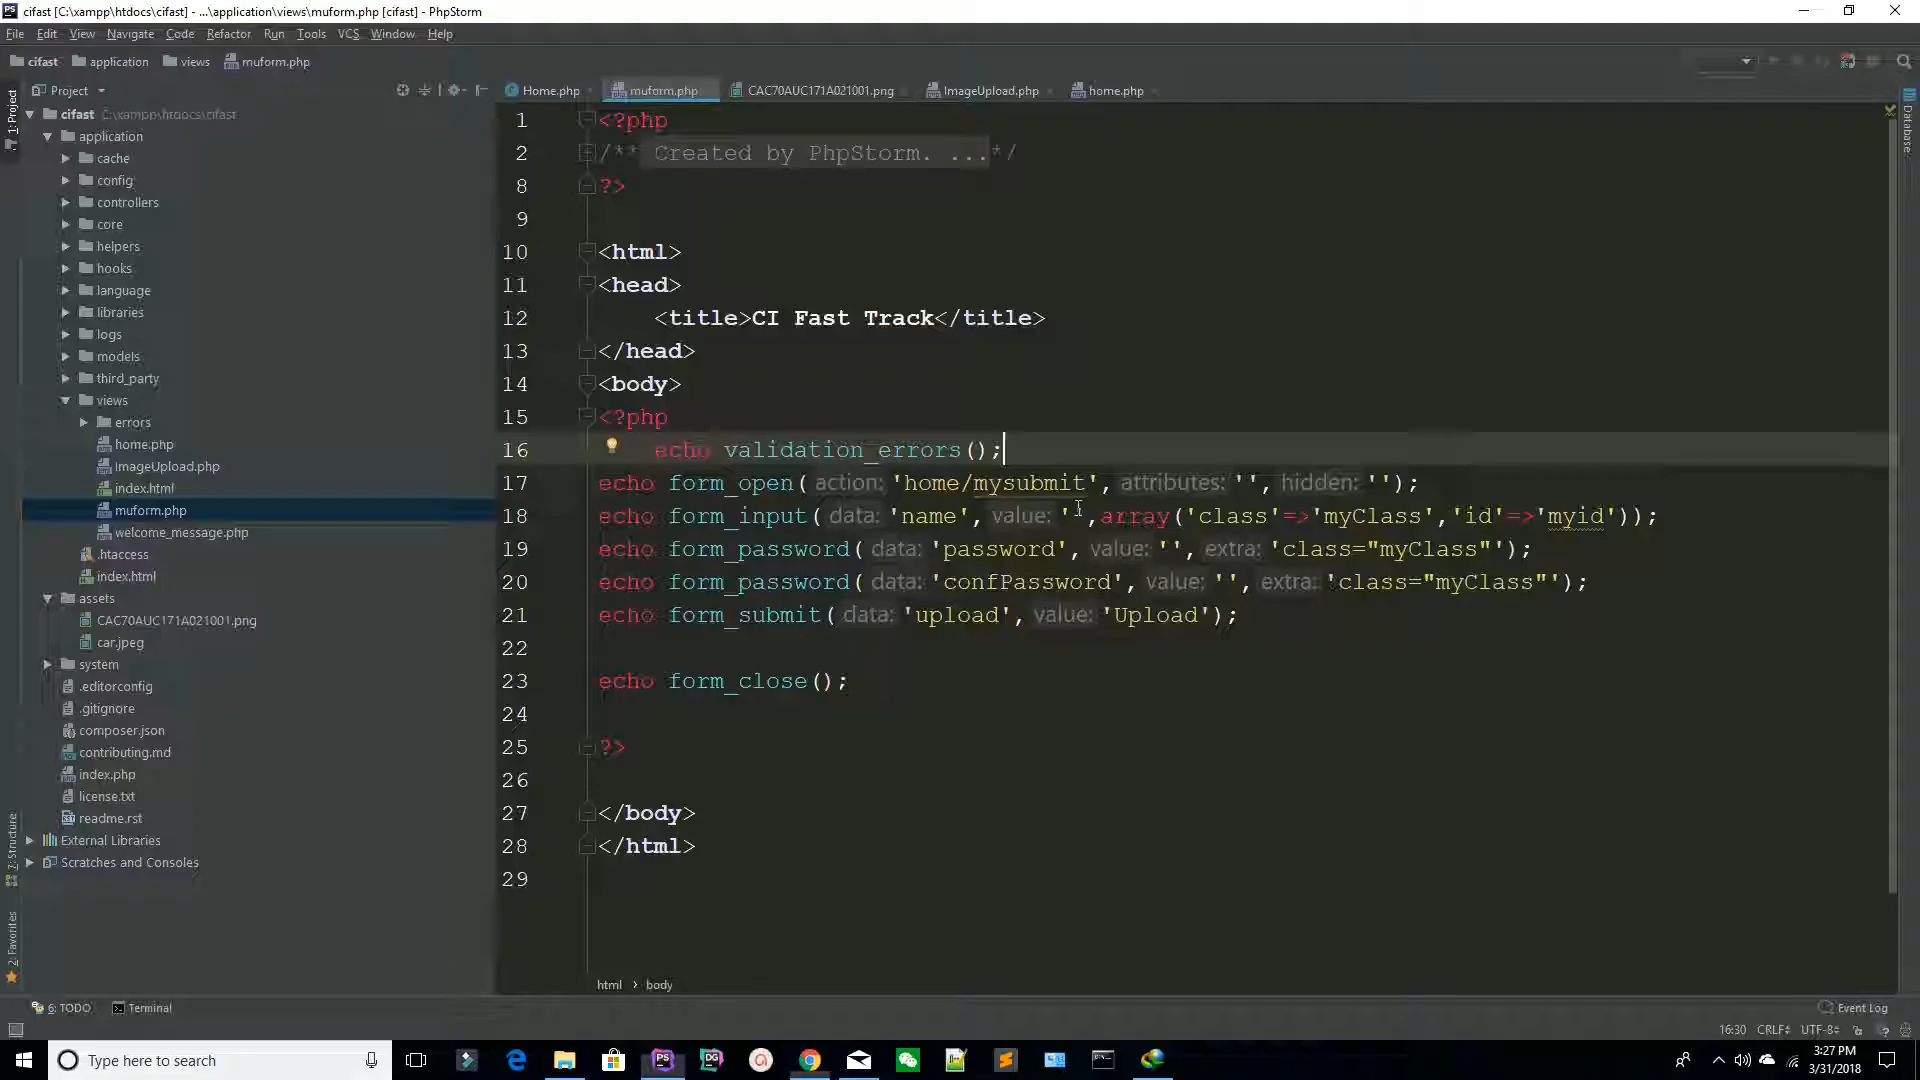 cifast [C:\xampp\htdocs\cifast] - ...\application\views\muform.php [cifast] - PhpStorm
File Edit View Navigate Code Refactor Run Tools VCS Window Help
cifast application views muform.php
Project
Home.php muform.php CAC70AUC171A021001.png ImageUpload.php home.php
1: Project
Database
cifast C:\xampp\htdocs\cifast
application
cache
config
controllers
core
helpers
hooks
language
libraries
logs
models
third_party
views
errors
home.php
ImageUpload.php
index.html
muform.php
welcome_message.php
.htaccess
index.html
assets
CAC70AUC171A021001.png
car.jpeg
system
.editorconfig
.gitignore
composer.json
contributing.md
index.php
license.txt
readme.rst
External Libraries
Scratches and Consoles
7: Structure
2: Favorites
1 <?php
2 /** Created by PhpStorm. ...*/
8 ?>
9
10 <html>
11 <head>
12 <title>CI Fast Track</title>
13 </head>
14 <body>
15 <?php
16 echo validation_errors();
17 echo form_open( action: 'home/mysubmit', attributes: '', hidden: '');
18 echo form_input( data: 'name', value: '',array('class'=>'myClass','id'=>'myid'));
19 echo form_password( data: 'password', value: '', extra: 'class="myClass"');
20 echo form_password( data: 'confPassword', value: '', extra: 'class="myClass"');
21 echo form_submit( data: 'upload', value: 'Upload');
22
23 echo form_close();
24
25 ?>
26
27 </body>
28 </html>
29
html › body
6: TODO Terminal Event Log
16:30 CRLF UTF-8
Type here to search
3:27 PM
3/31/2018